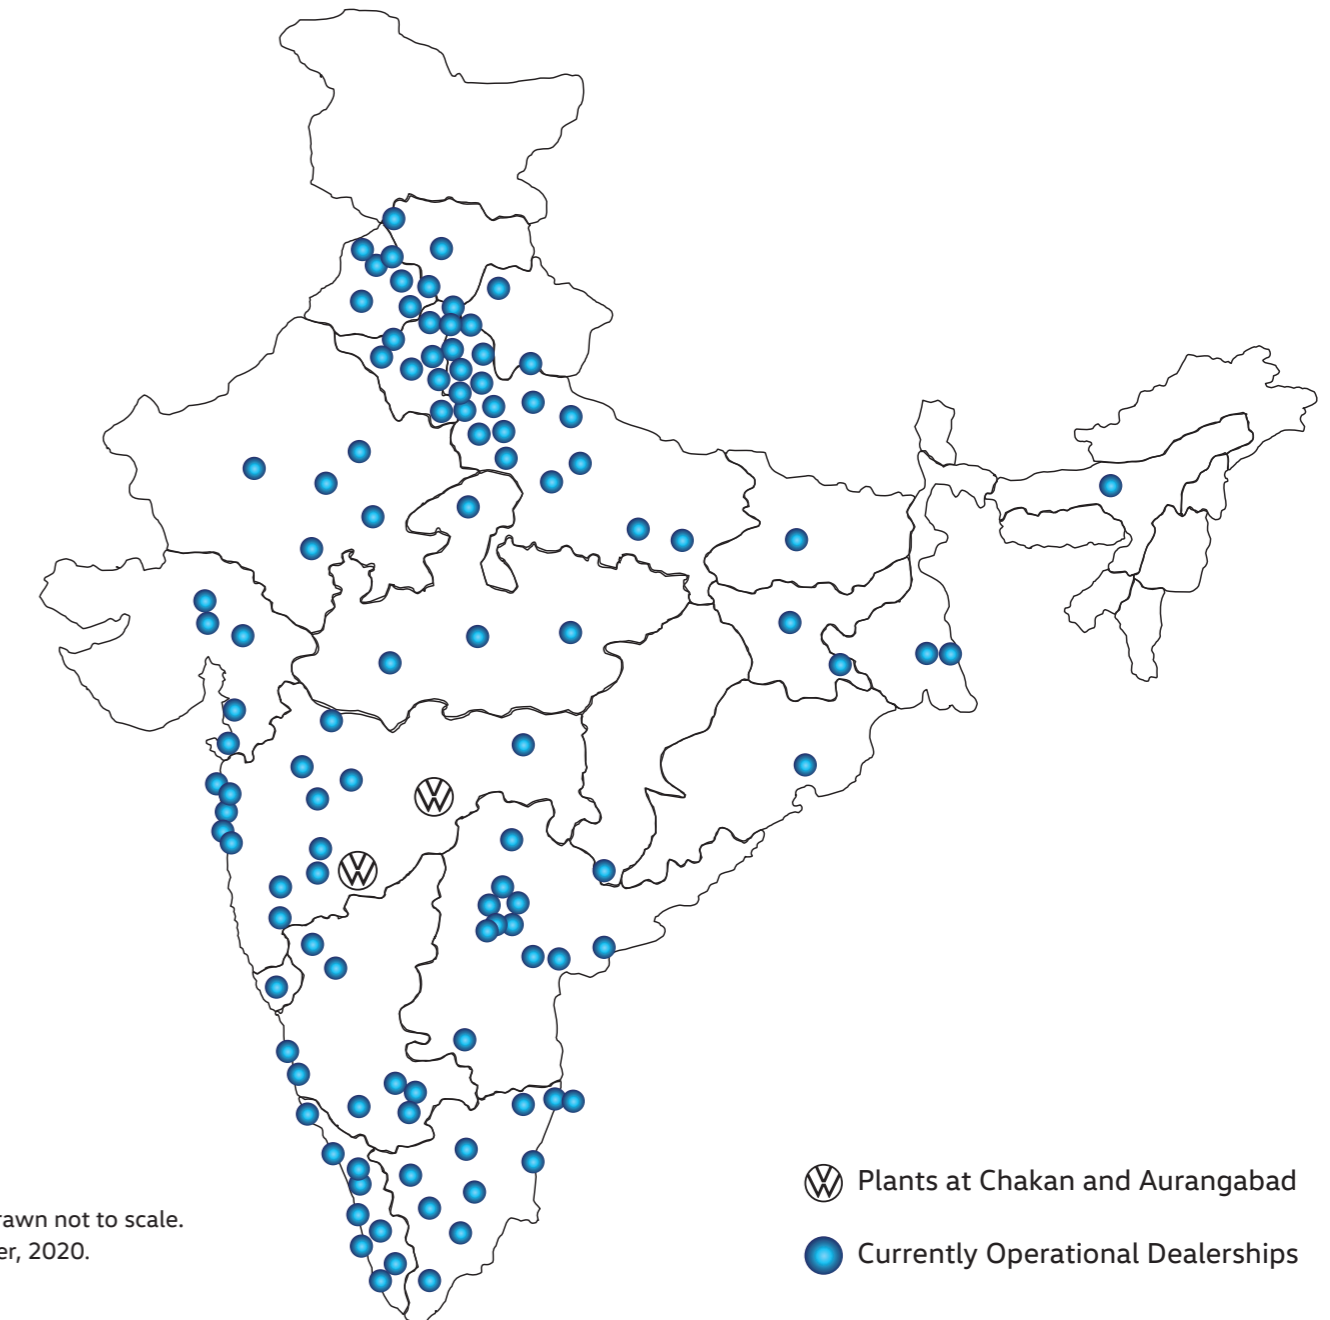 Plants at Chakan and Aurangabad
rawn not to scale.
Currently Operational Dealerships
er, 2020.